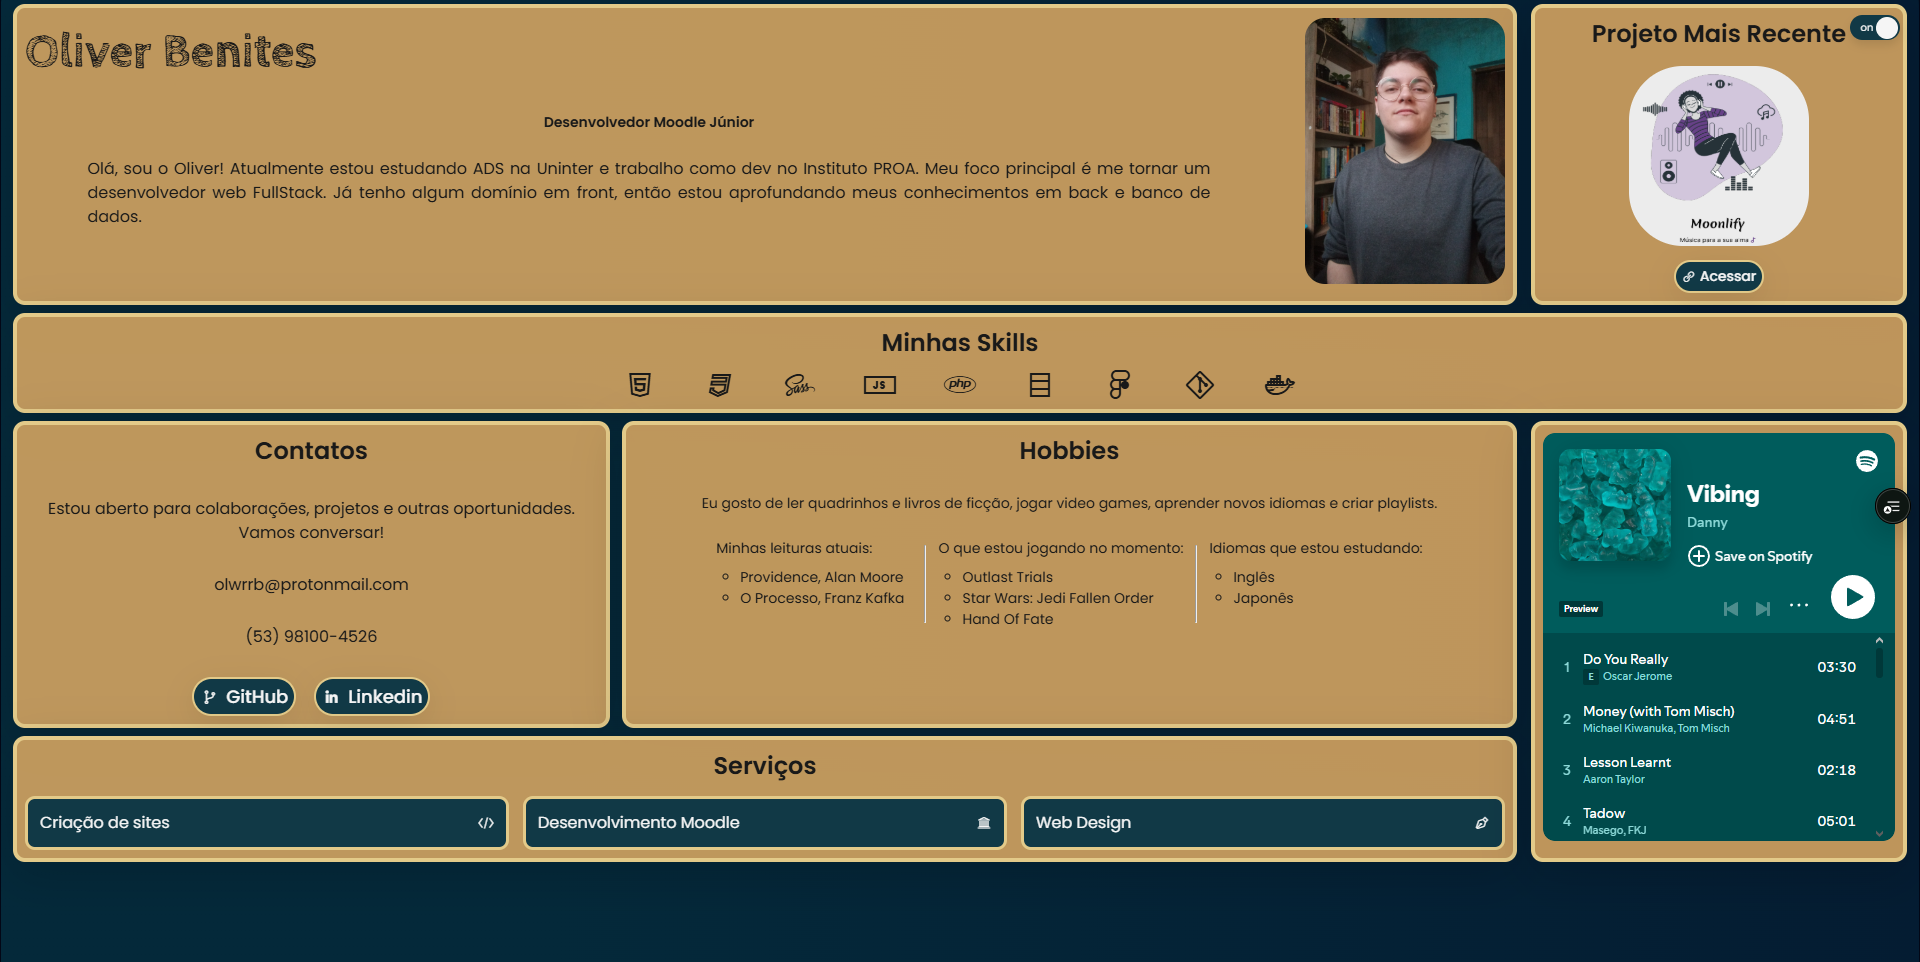 Oliver Benites
Desenvolvedor Moodle Júnior
Olá, sou o Oliver! Atualmente estou estudando ADS na Uninter e trabalho como dev no Instituto PROA. Meu foco principal é me tornar um
desenvolvedor web FullStack. Já tenho algum domínio em front, então estou aprofundando meus conhecimentos em back e banco de
dados.
Projeto Mais Recente
on
Moonlify
Música para a sua alma
Acessar
Minhas Skills
5
3
Sass
JS
php
Contatos
Estou aberto para colaborações, projetos e outras oportunidades.
Vamos conversar!
olwrrb@protonmail.com
(53) 98100-4526
GitHub
in Linkedin
Hobbies
Eu gosto de ler quadrinhos e livros de ficção, jogar video games, aprender novos idiomas e criar playlists.
Minhas leituras atuais:
Providence, Alan Moore
O Processo, Franz Kafka
O que estou jogando no momento:
Outlast Trials
Star Wars: Jedi Fallen Order
Hand Of Fate
Idiomas que estou estudando:
Inglês
Japonês
Vibing
Danny
Save on Spotify
Preview
1 Do You Really 03:30
E Oscar Jerome
2 Money (with Tom Misch) 04:51
Michael Kiwanuka, Tom Misch
3 Lesson Learnt 02:18
Aaron Taylor
4 Tadow 05:01
Masego, FKJ
Serviços
Criação de sites </>
Desenvolvimento Moodle
Web Design